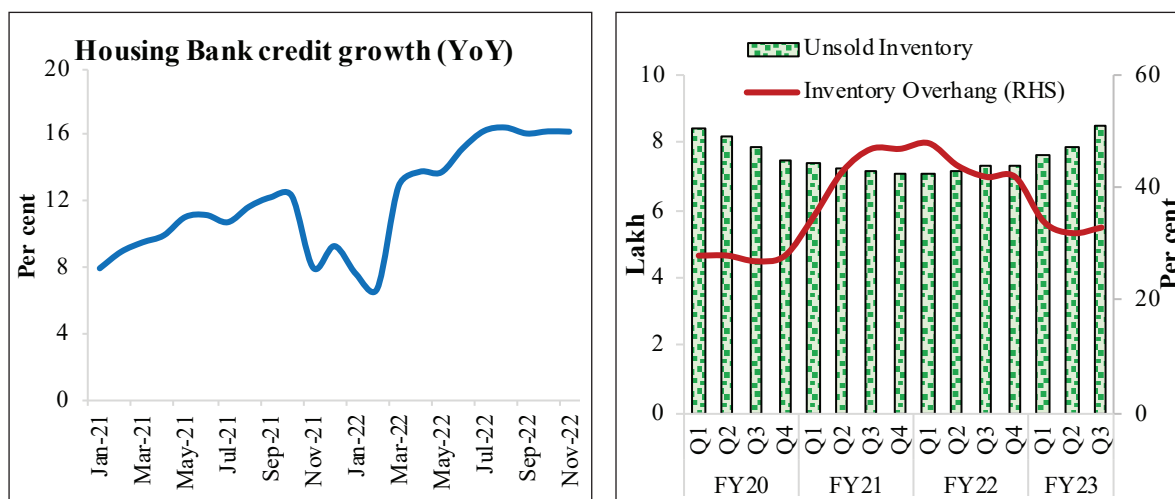 Housing Bank credit growth (YoY)
Per cent
20
16
12
8
4
0
Jan-21
Mar-21
May-21
Jul-21
Sep-21
Nov-21
Jan-22
Mar-22
May-22
Jul-22
Sep-22
Nov-22
Unsold Inventory
Inventory Overhang (RHS)
Lakh
10
8
6
4
2
0
60
40
20
0
Per cent
Q1 Q2 Q3 Q4 Q1 Q2 Q3 Q4 Q1 Q2 Q3 Q4 Q1 Q2 Q3
FY20 FY21 FY22 FY23